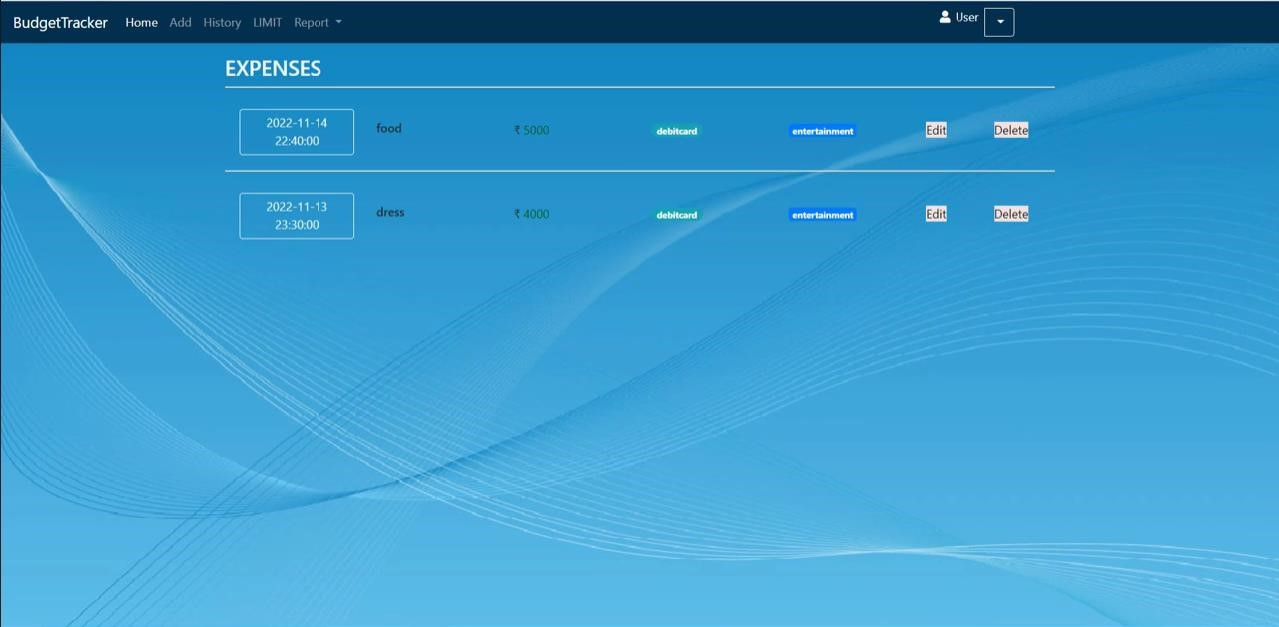 BudgetTracker Home Add History LIMIT Report User
EXPENSES
2022-11-14
22:40:00
food ₹ 5000 debitcard entertainment Edit Delete
2022-11-13
23:30:00
dress ₹ 4000 debitcard entertainment Edit Delete